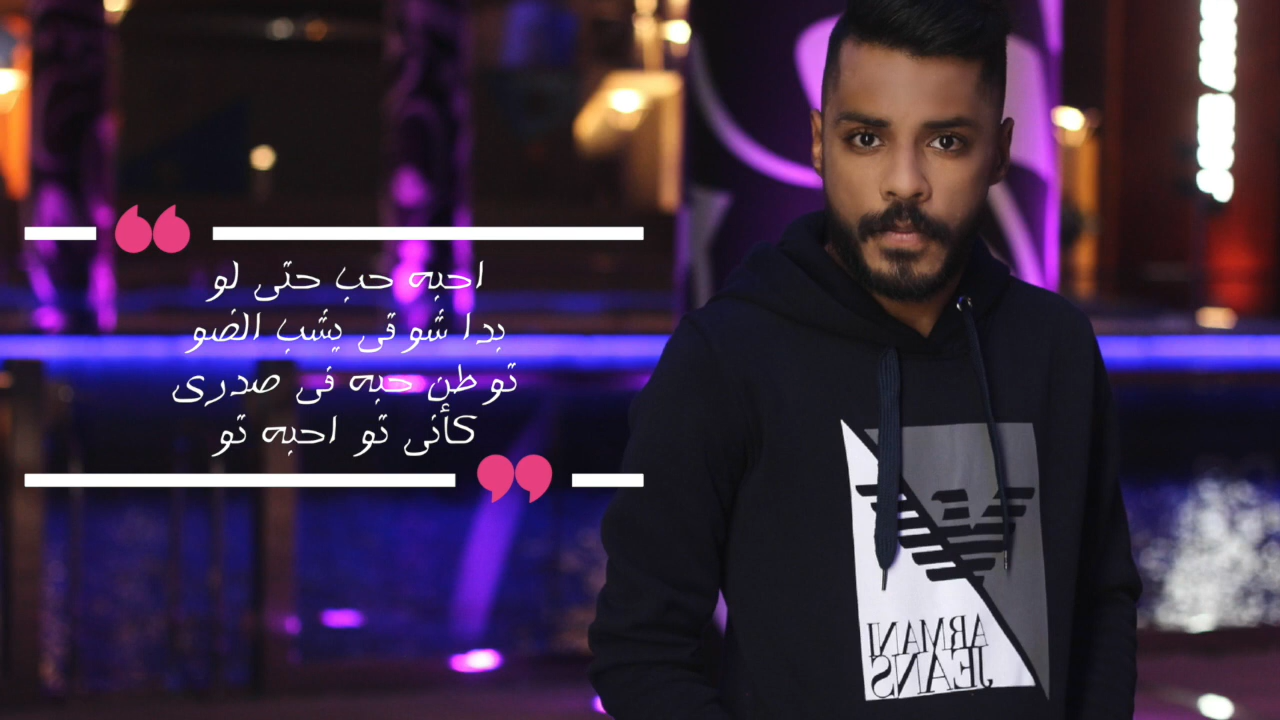 احبه حب حتى لو
بدا شوقي يشب الضو
توطن حبه في صدري
كأني تو احبه تو
ARMANI
JEANS